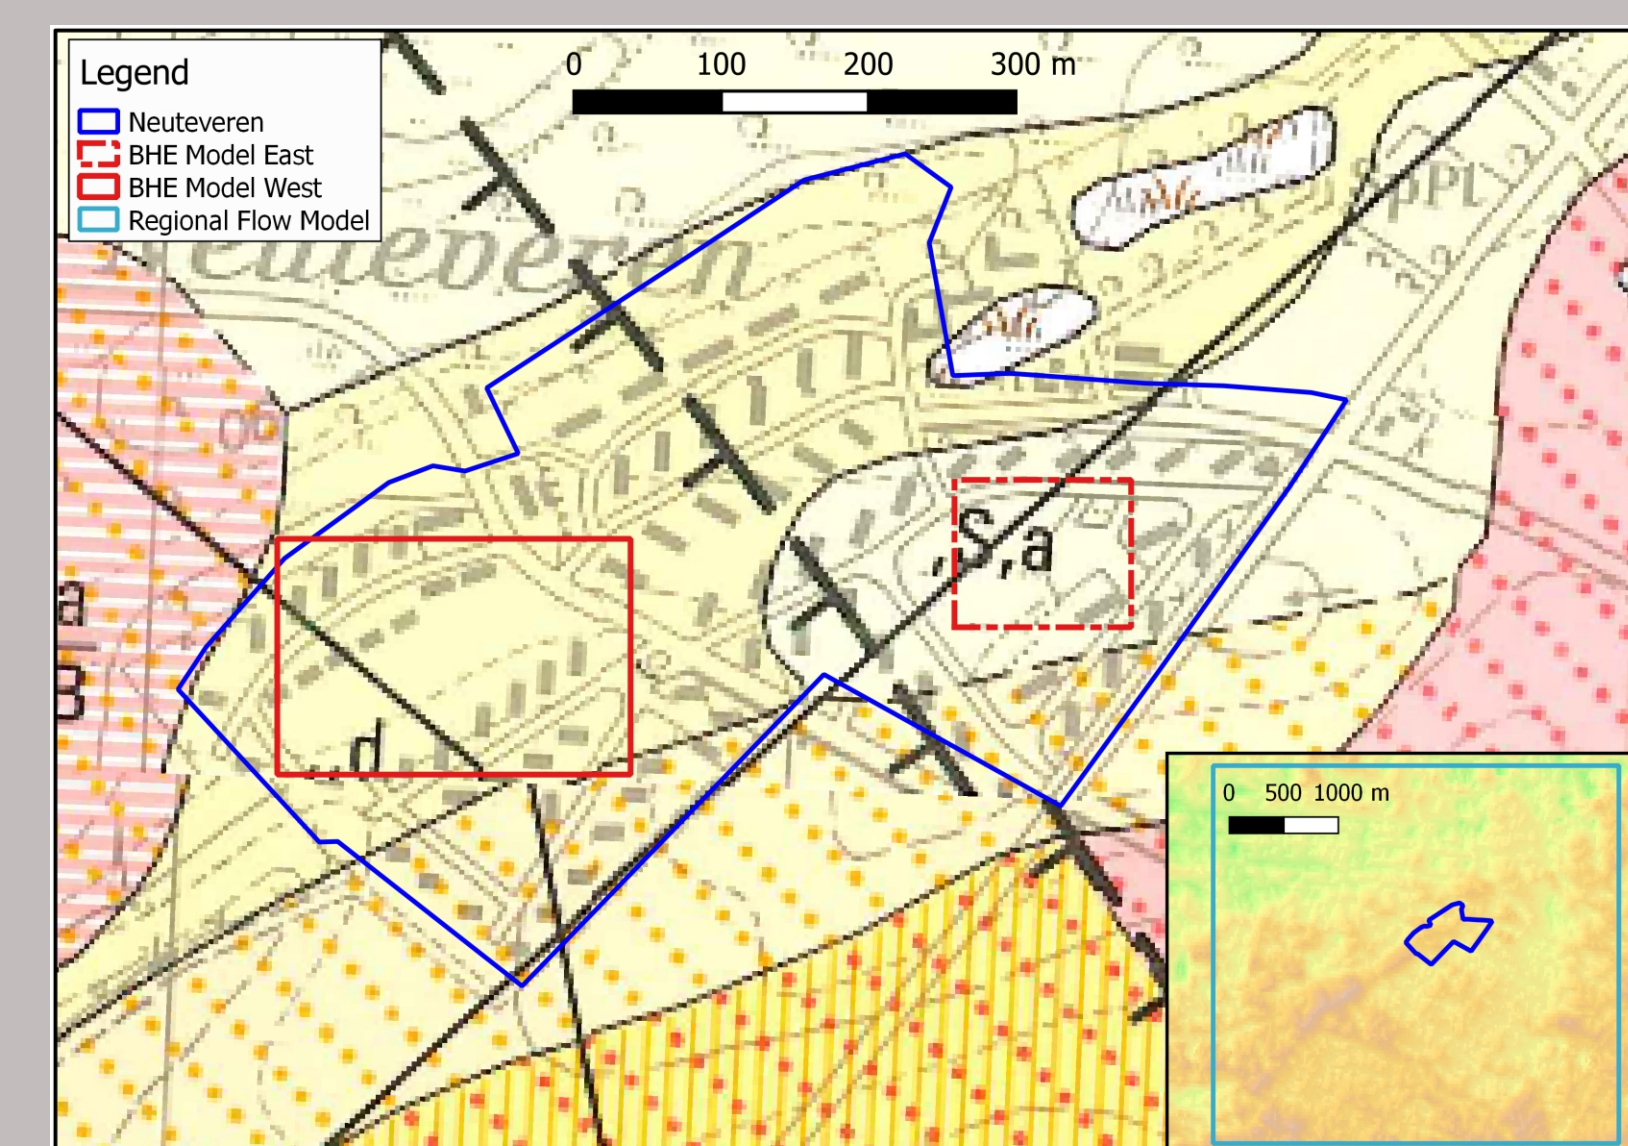 Legend
Neuteveren
BHE Model East
BHE Model West
Regional Flow Model
0 100 200 300 m
Neuteveren
SpPl
,S,a
a
B
,,d
0 500 1000 m